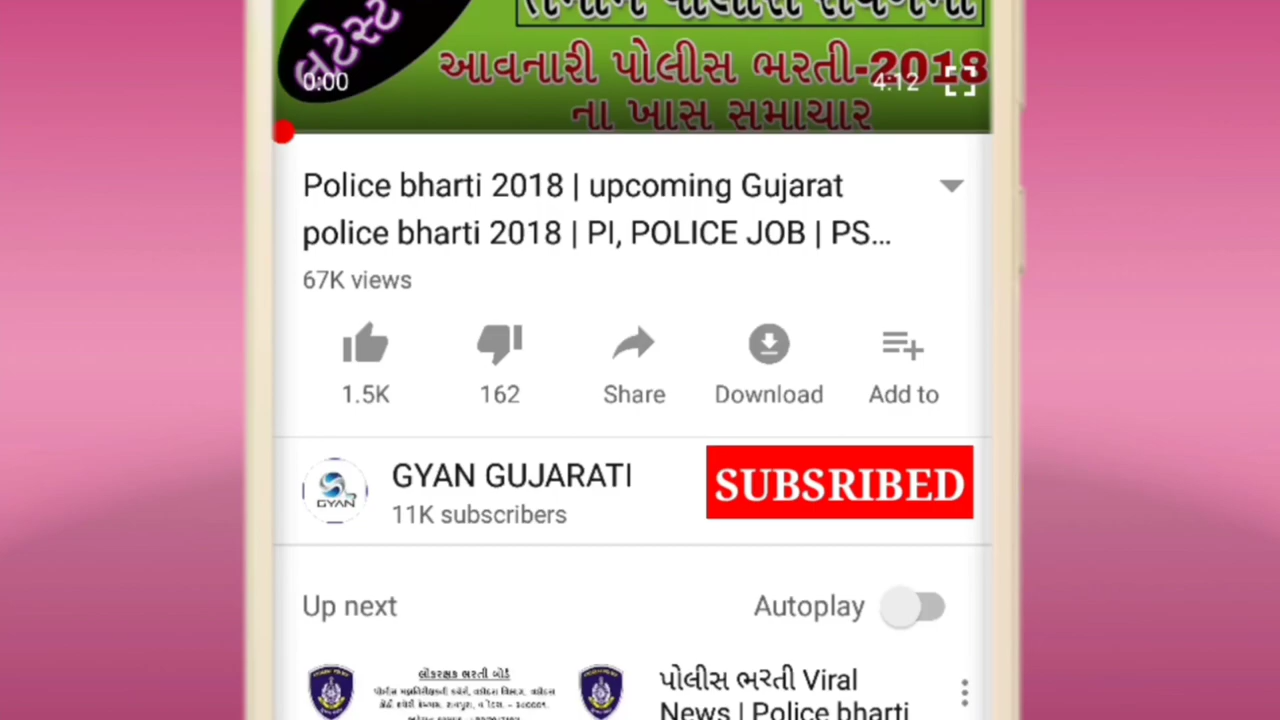 લેટેસ્ટ
આવનારી પોલીસ ભરતી-2018
ના ખાસ સમાચાર
0:00
4:12
Police bharti 2018 | upcoming Gujarat
police bharti 2018 | PI, POLICE JOB | PS...
67K views
1.5K
162
Share
Download
Add to
GYAN
GYAN GUJARATI
11K subscribers
SUBSRIBED
Up next
Autoplay
લોકરક્ષક ભરતી બોર્ડ
પોલીસ ભરતી Viral
News | Police bharti